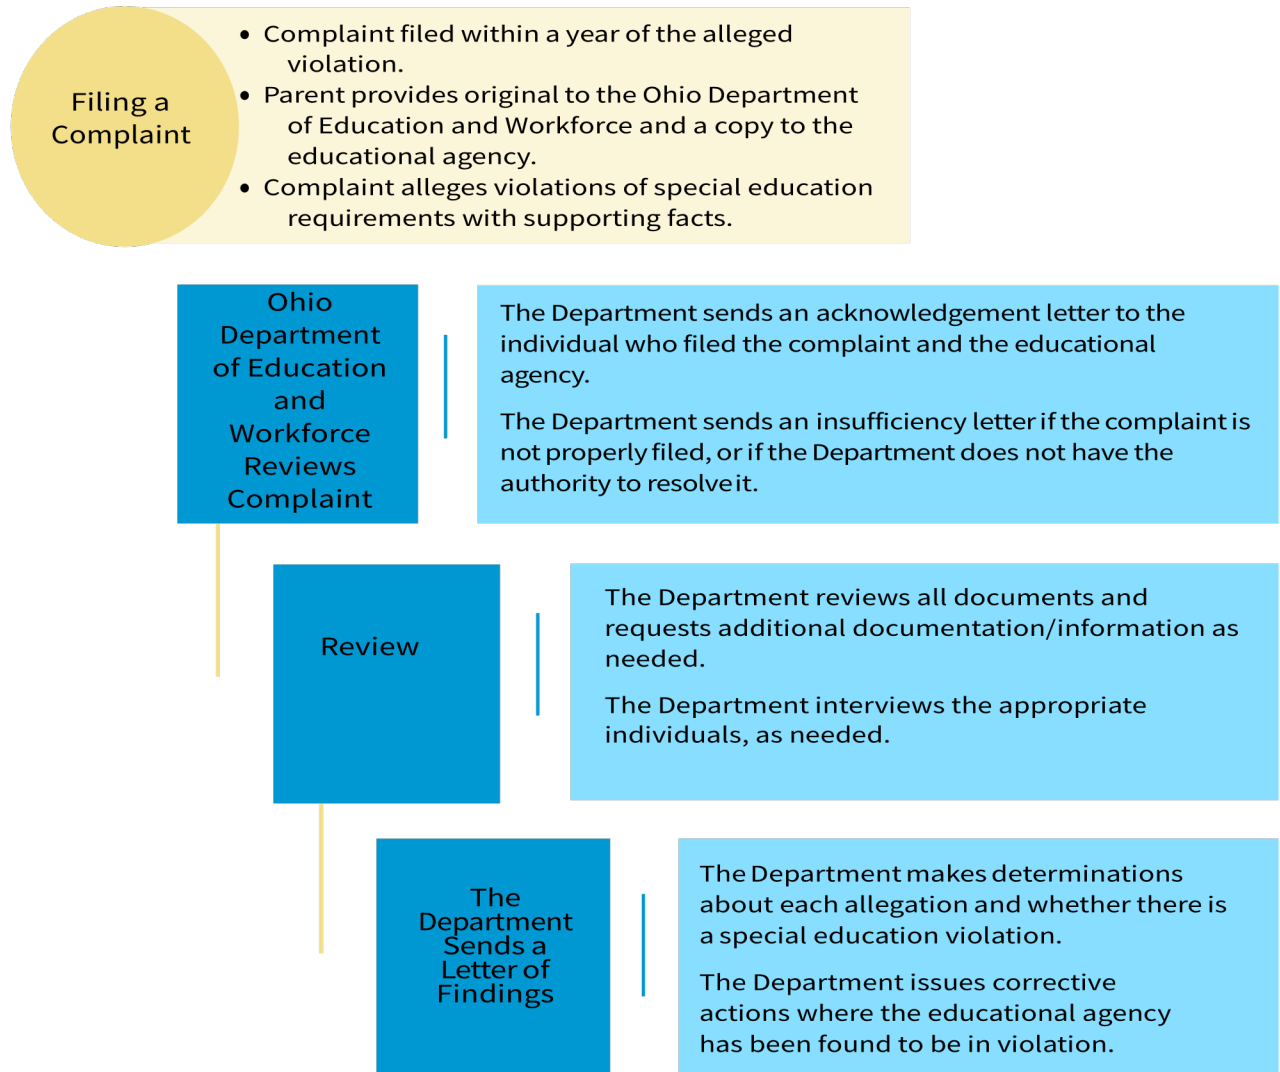 Filing a
Complaint
• Complaint filed within a year of the alleged
violation.
• Parent provides original to the Ohio Department
of Education and Workforce and a copy to the
educational agency.
• Complaint alleges violations of special education
requirements with supporting facts.
Ohio
Department
of Education
and
Workforce
Reviews
Complaint
The Department sends an acknowledgement letter to the
individual who filed the complaint and the educational
agency.
The Department sends an insufficiency letter if the complaint is
not properly filed, or if the Department does not have the
authority to resolve it.
Review
The Department reviews all documents and
requests additional documentation/information as
needed.
The Department interviews the appropriate
individuals, as needed.
The
Department
Sends a
Letter of
Findings
The Department makes determinations
about each allegation and whether there is
a special education violation.
The Department issues corrective
actions where the educational agency
has been found to be in violation.